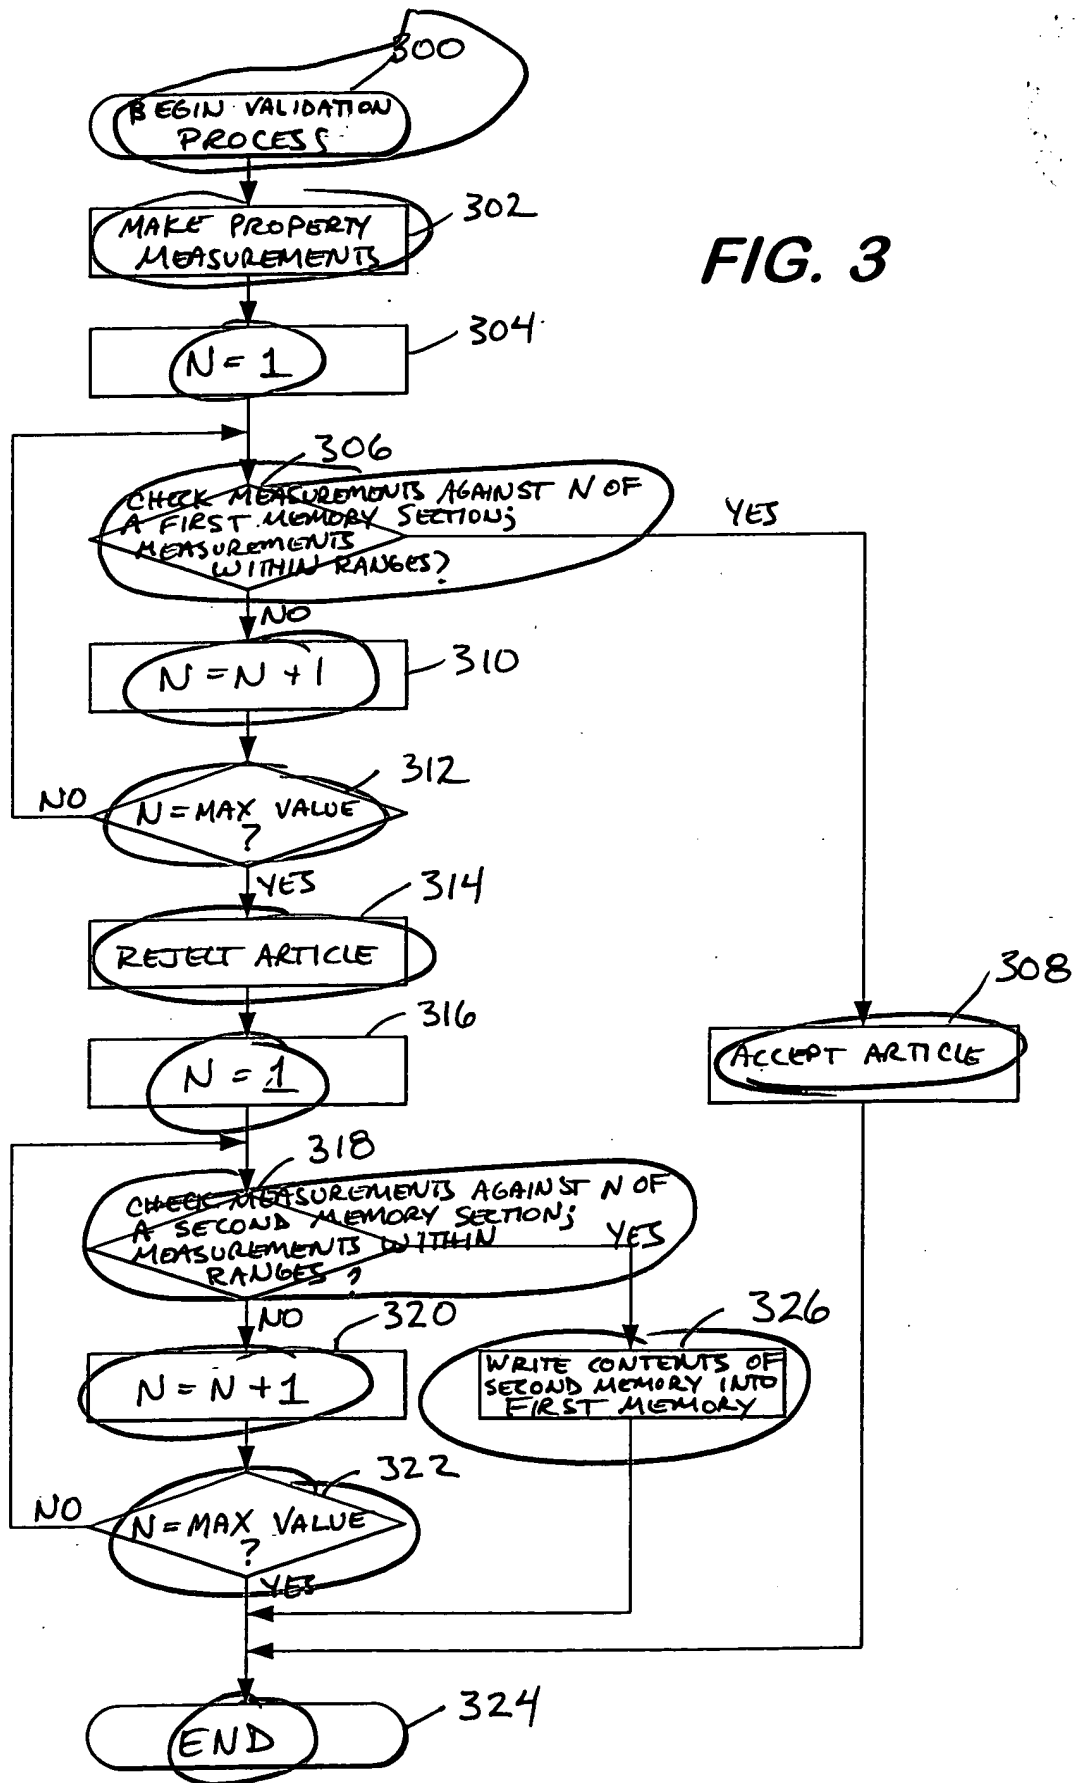 300
BEGIN VALIDATION
PROCESS
302
MAKE PROPERTY
MEASUREMENTS
FIG. 3
304
N = 1
306
CHECK MEASUREMENTS AGAINST N OF
A FIRST MEMORY SECTION;
MEASUREMENTS
WITHIN RANGES?
YES
NO
310
N = N + 1
312
NO
N = MAX VALUE
?
YES
314
REJECT ARTICLE
308
ACCEPT ARTICLE
316
N = 1
318
CHECK MEASUREMENTS AGAINST N OF
A SECOND MEMORY SECTION;
MEASUREMENTS WITHIN
RANGES?
YES
NO
320
N = N + 1
326
WRITE CONTENTS OF
SECOND MEMORY INTO
FIRST MEMORY
322
NO
N = MAX VALUE
?
YES
324
END